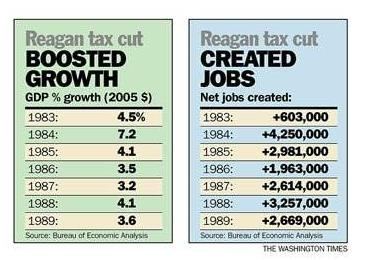 Reagan tax cut
BOOSTED
GROWTH
GDP % growth (2005 $)
1983: 4.5%
1984: 7.2
1985: 4.1
1986: 3.5
1987: 3.2
1988: 4.1
1989: 3.6
Source: Bureau of Economic Analysis
Reagan tax cut
CREATED
JOBS
Net jobs created:
1983: +603,000
1984: +4,250,000
1985: +2,981,000
1986: +1,963,000
1987: +2,614,000
1988: +3,257,000
1989: +2,669,000
Source: Bureau of Economic Analysis
THE WASHINGTON TIMES